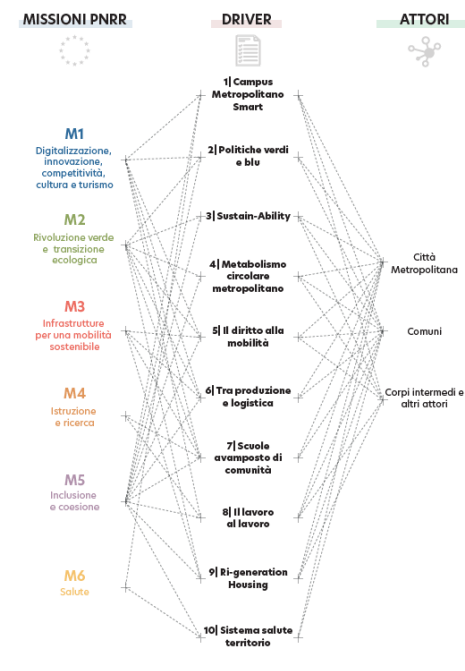 MISSIONI PNRR
DRIVER
ATTORI
M1
Digitalizzazione,
innovazione,
competitività,
cultura e turismo
M2
Rivoluzione verde
e transizione
ecologica
M3
Infrastrutture
per una mobilità
sostenibile
M4
Istruzione
e ricerca
M5
Inclusione
e coesione
M6
Salute
1| Campus
Metropolitano
Smart
2| Politiche verdi
e blu
3| Sustain-Ability
4| Metabolismo
circolare
metropolitano
5| Il diritto alla
mobilità
6| Tra produzione
e logistica
7| Scuole
avamposto di
comunità
8| Il lavoro
al lavoro
9| Ri-generation
Housing
10| Sistema salute
territorio
Città
Metropolitana
Comuni
Corpi intermedi e
altri attori